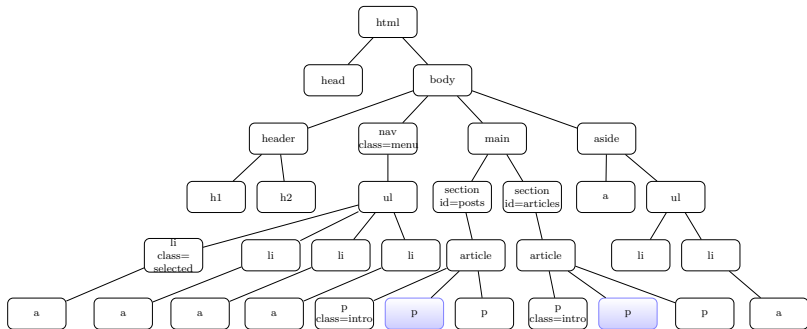 html
head
body
header
nav
class=menu
main
aside
h1
h2
ul
section
id=posts
section
id=articles
a
ul
li
class=
selected
li
li
li
article
article
li
li
a
a
a
a
p
class=intro
p
p
p
class=intro
p
p
a